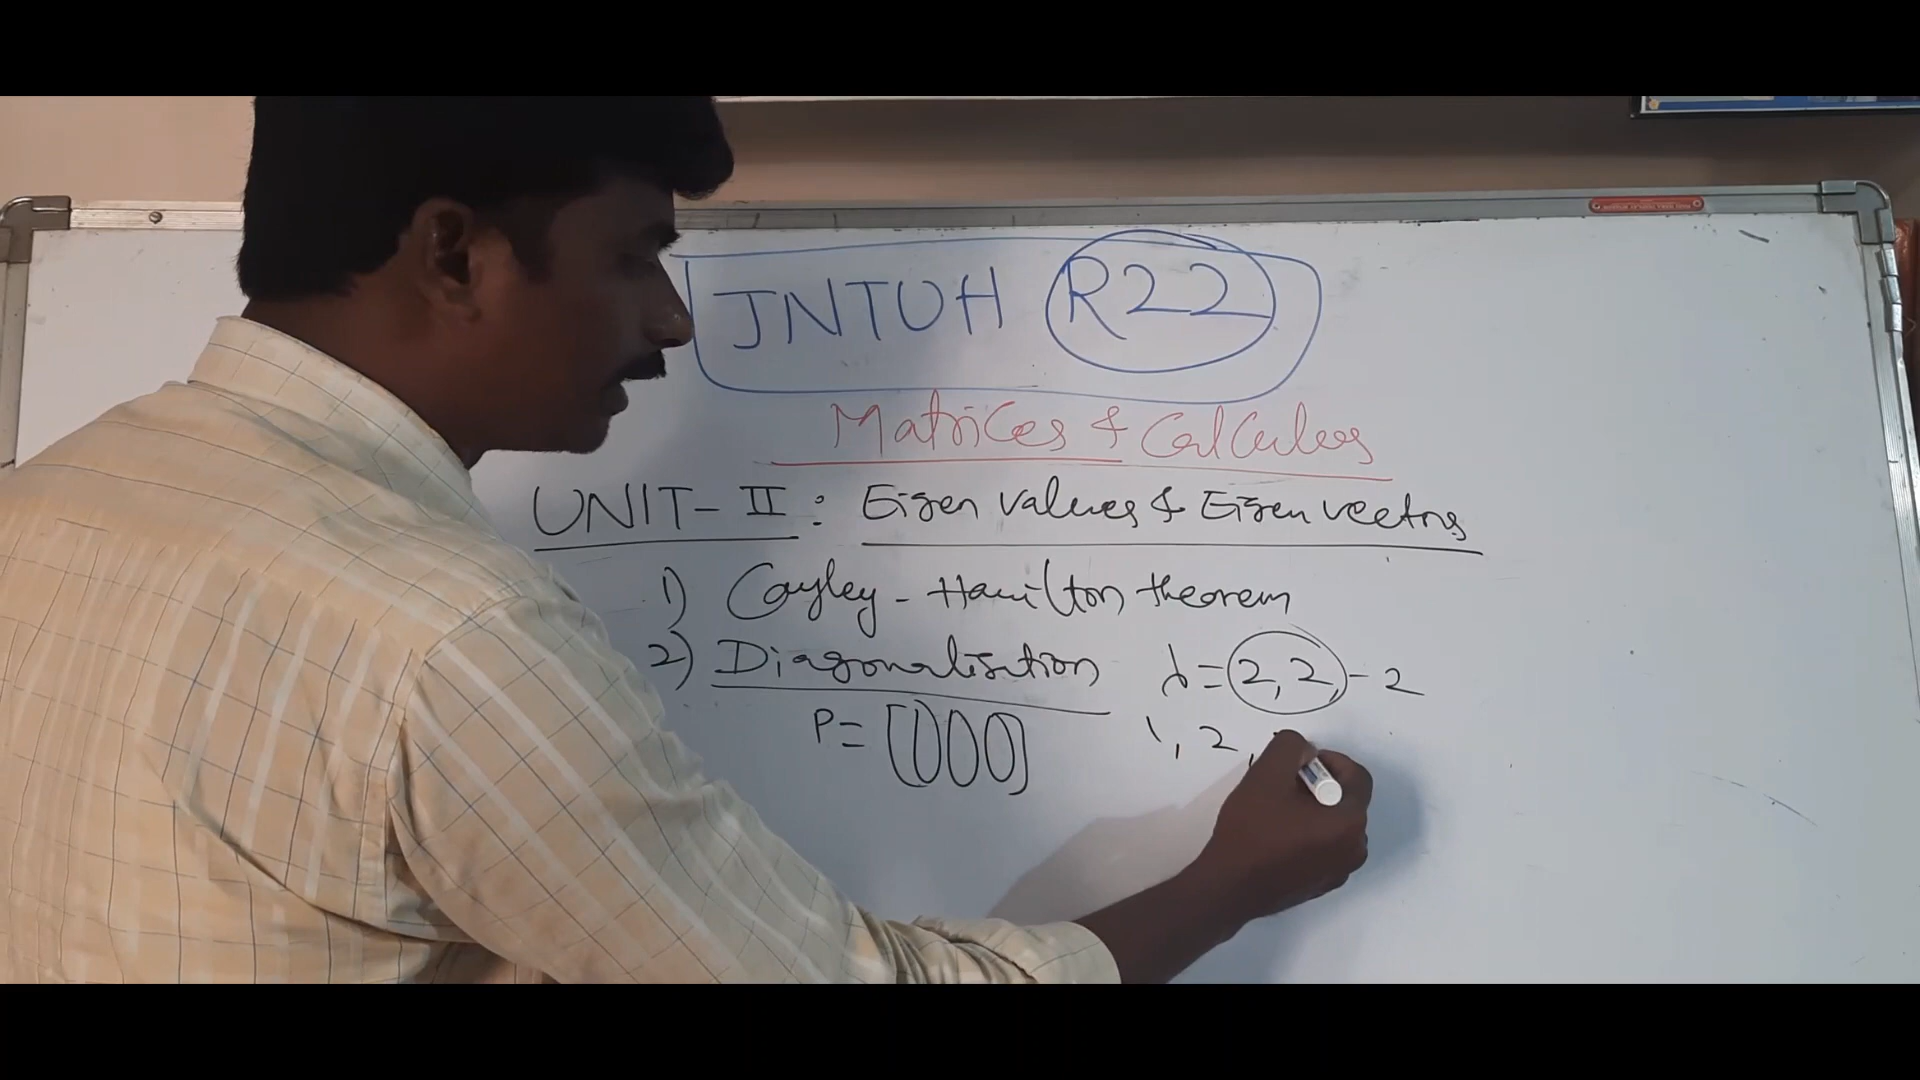 JNTUH R22
Matrices & Calculus
UNIT-II : Eigen values & Eigen vectors
1) Cayley-Hamilton theorem
2) Diagonalisation λ=2,2,-2
P=[000] 1,2,